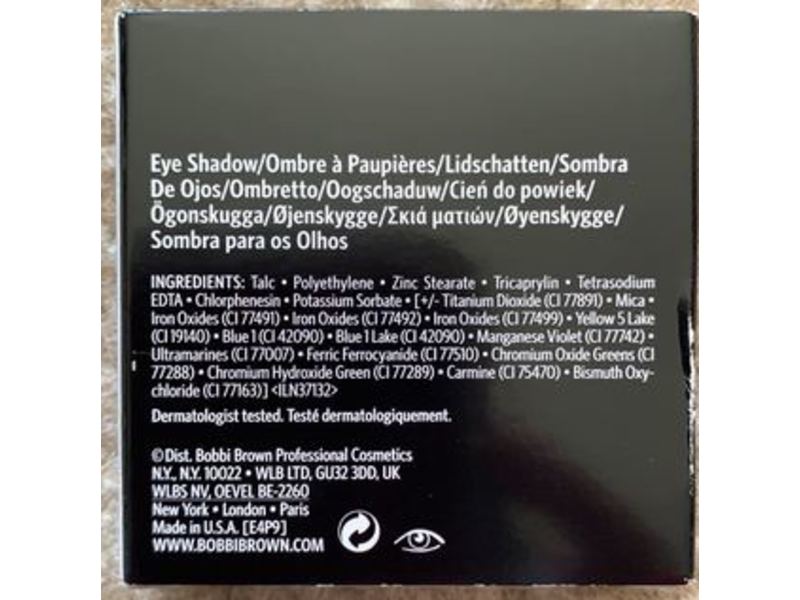 Eye Shadow/Ombre à Paupières/Lidschatten/Sombra
De Ojos/Ombretto/Oogschaduw/Cień do powiek/
Ögonskugga/Øjenskygge/Σκιά ματιών/Øyenskygge/
Sombra para os Olhos
INGREDIENTS: Talc • Polyethylene • Zinc Stearate • Tricaprylin • Tetrasodium
EDTA • Chlorphenesin • Potassium Sorbate • [+/- Titanium Dioxide (CI 77891) • Mica •
Iron Oxides (CI 77491) • Iron Oxides (CI 77492) • Iron Oxides (CI 77499) • Yellow 5 Lake
(CI 19140) • Blue 1 (CI 42090) • Blue 1 Lake (CI 42090) • Manganese Violet (CI 77742) •
Ultramarines (CI 77007) • Ferric Ferrocyanide (CI 77510) • Chromium Oxide Greens (CI
77288) • Chromium Hydroxide Green (CI 77289) • Carmine (CI 75470) • Bismuth Oxy-
chloride (CI 77163)] <ILN37132>
Dermatologist tested. Testé dermatologiquement.
©Dist. Bobbi Brown Professional Cosmetics
N.Y., N.Y. 10022 • WLB LTD, GU32 3DD, UK
WLBS NV, OEVEL BE-2260
New York • London • Paris
Made in U.S.A. [E4P9]
WWW.BOBBIBROWN.COM